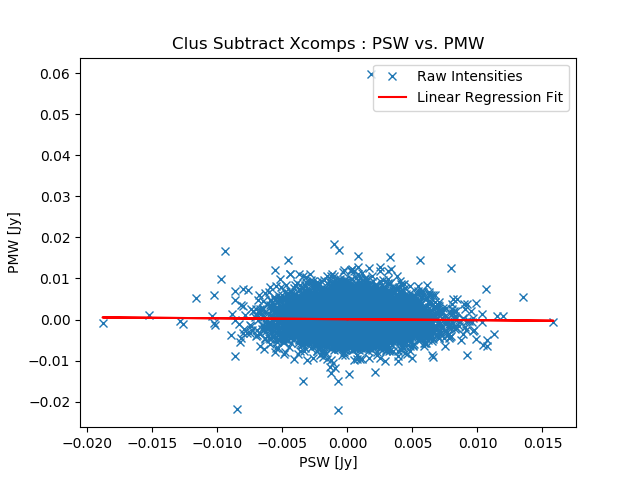 Clus Subtract Xcomps : PSW vs. PMW
Raw Intensities
Linear Regression Fit
0.06
0.05
0.04
0.03
0.02
0.01
0.00
−0.01
−0.02
PMW [Jy]
−0.020 −0.015 −0.010 −0.005 0.000 0.005 0.010 0.015
PSW [Jy]